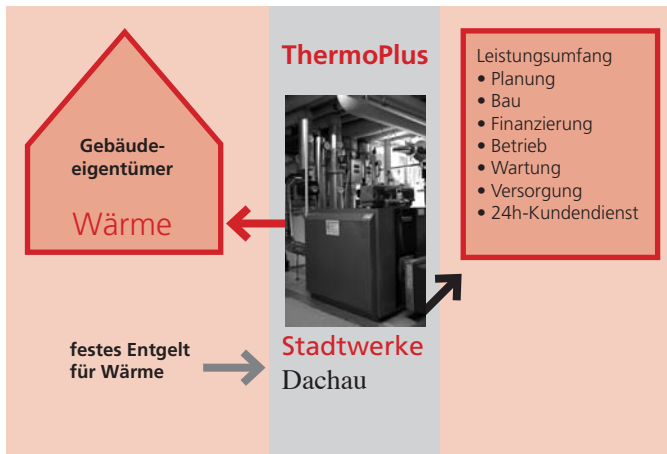 ThermoPlus
Gebäude-
eigentümer
Wärme
Leistungsumfang
• Planung
• Bau
• Finanzierung
• Betrieb
• Wartung
• Versorgung
• 24h-Kundendienst
festes Entgelt
für Wärme
Stadtwerke
Dachau